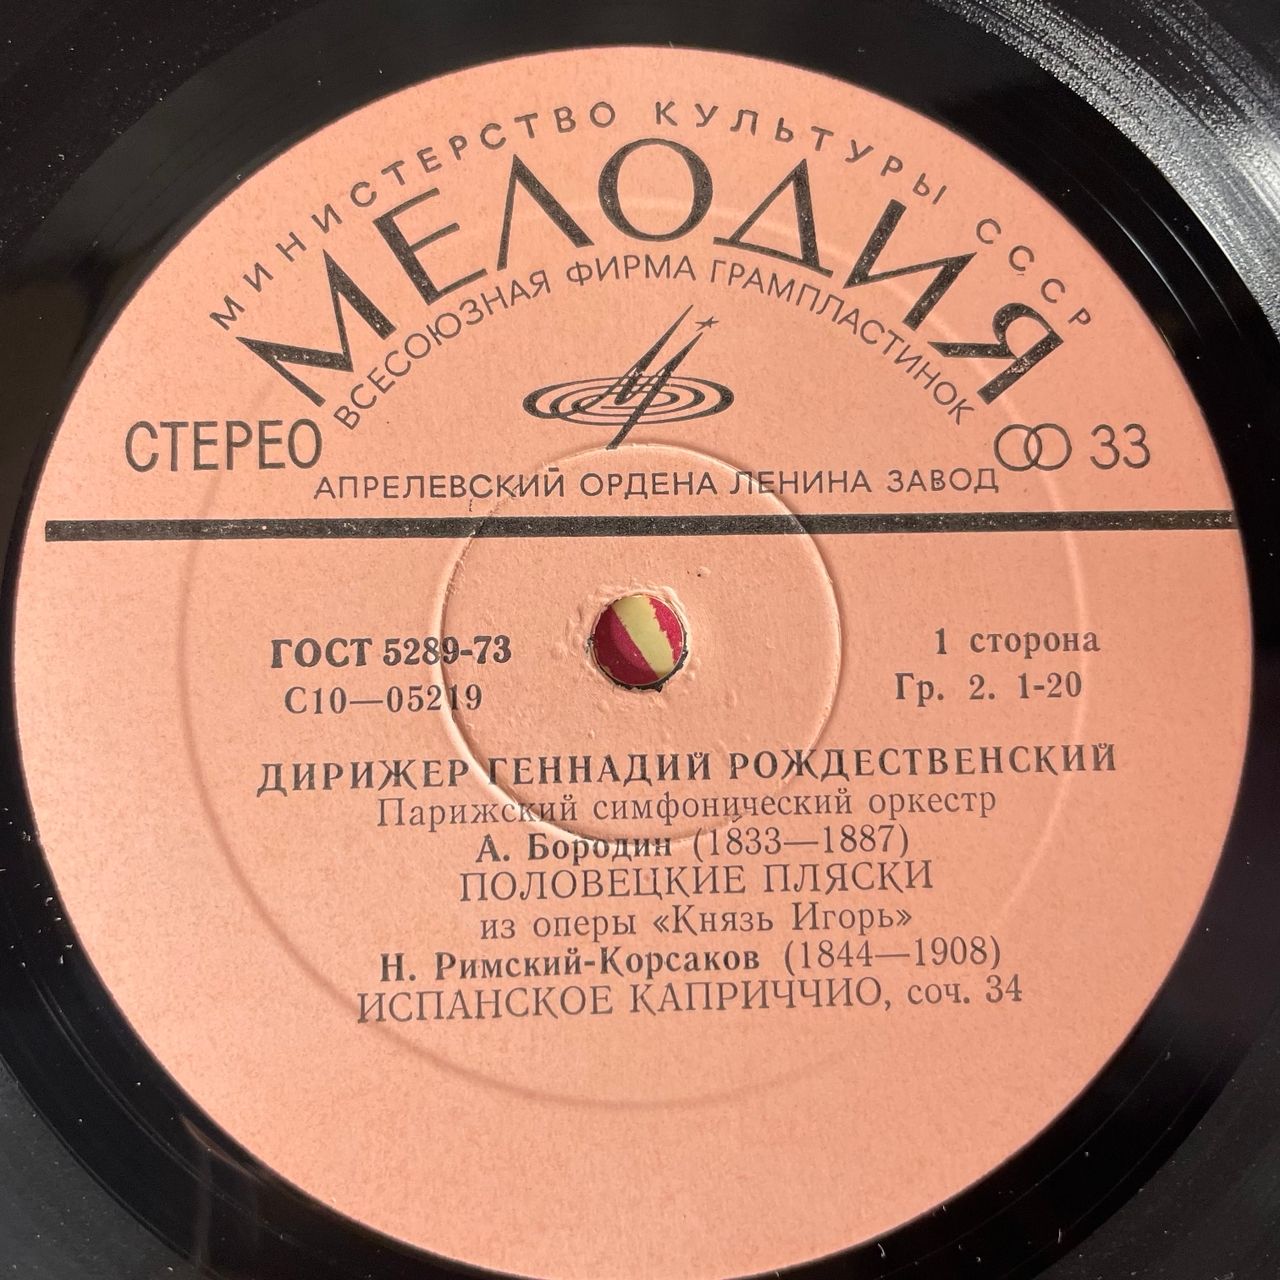 МИНИСТЕРСТВО КУЛЬТУРЫ СССР
МЕЛОДИЯ
ВСЕСОЮЗНАЯ ФИРМА ГРАМПЛАСТИНОК
СТЕРЕО
33
АПРЕЛЕВСКИЙ ОРДЕНА ЛЕНИНА ЗАВОД
ГОСТ 5289-73
1 сторона
С10—05219
Гр. 2. 1-20
ДИРИЖЕР ГЕННАДИЙ РОЖДЕСТВЕНСКИЙ
Парижский симфонический оркестр
А. Бородин (1833—1887)
ПОЛОВЕЦКИЕ ПЛЯСКИ
из оперы «Князь Игорь»
Н. Римский-Корсаков (1844—1908)
ИСПАНСКОЕ КАПРИЧЧИО, соч. 34